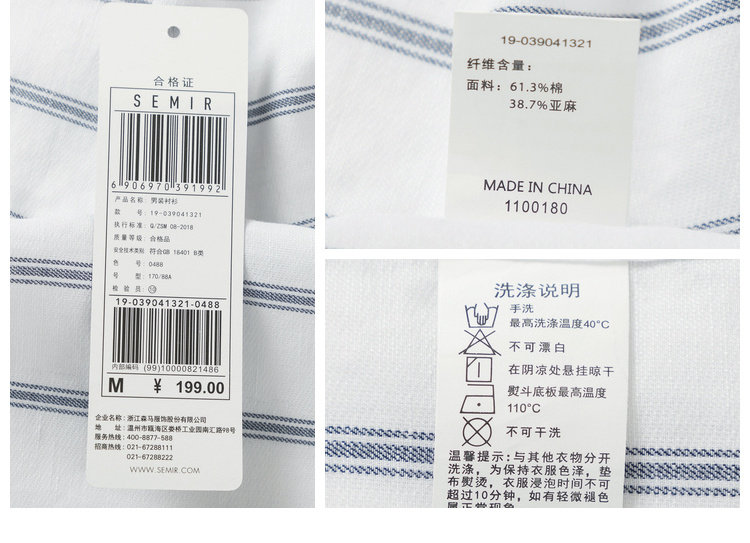 合格证
SEMIR
6 906970 391992
产品名称: 男装衬衫
款 号: 19-039041321
执行标准: Q/ZSM 08-2018
质量等级: 合格品
安全技术类别: 符合GB 18401 B类
色 号: 0488
号 型: 170/88A
检 验 员:
19-039041321-0488
内部编码 (99)10000821486
M ¥ 199.00
企业名称: 浙江森马服饰股份有限公司
地 址: 温州市瓯海区娄桥工业园南汇路98号
服务热线: 400-8877-588
招商热线: 021-67288111
021-67288222
WWW.SEMIR.COM
19-039041321
纤维含量:
面料: 61.3%棉
38.7%亚麻
MADE IN CHINA
1100180
洗涤说明
手洗
最高洗涤温度40°C
不可漂白
在阴凉处悬挂晾干
熨斗底板最高温度
110°C
不可干洗
温馨提示: 与其他衣物分开
洗涤, 为保持衣服色泽, 垫
布熨烫, 衣服浸泡时间不可
超过10分钟, 如有轻微褪色
属正常现象